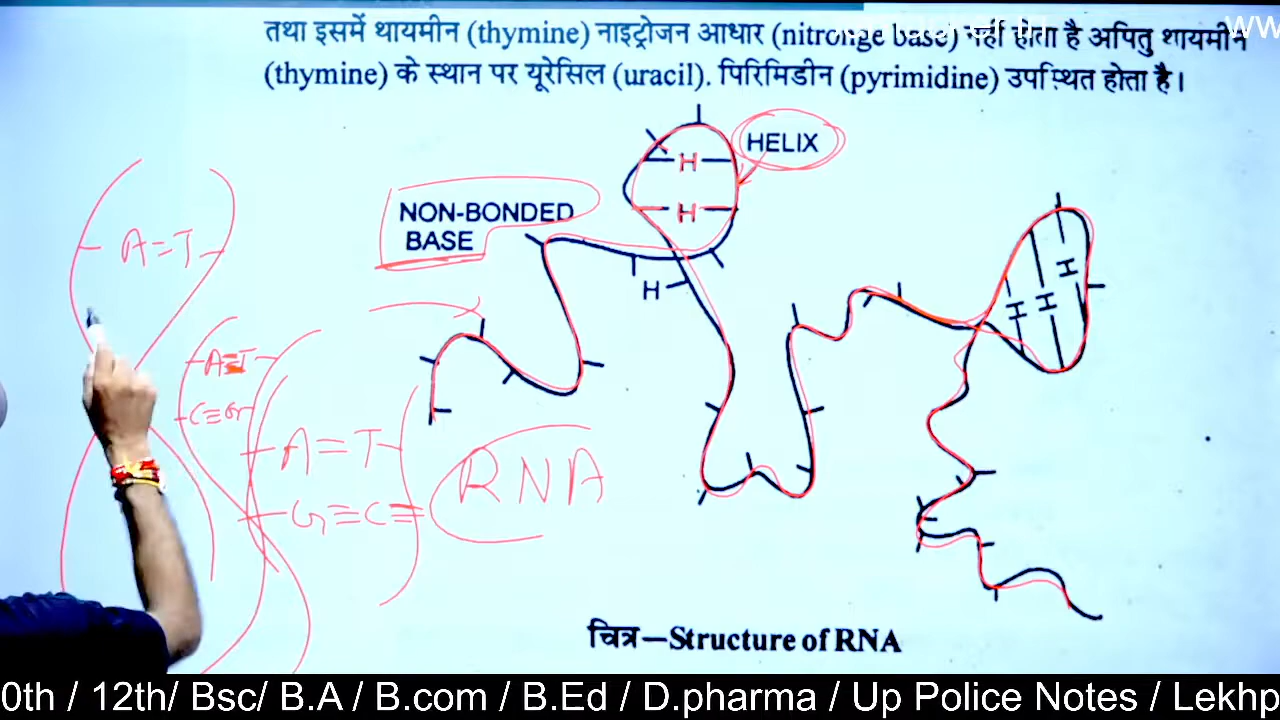 तथा इसमें थायमीन (thymine) नाइट्रोजन आधार (nitronge base) नहीं होता है अपितु थायमीन
(thymine) के स्थान पर यूरेसिल (uracil). पिरिमिडीन (pyrimidine) उपस्थित होता है।
HELIX
H
H
NON-BONDED
BASE
H
H
H
H
A=T
A=T
C≡G
A=T
G≡C≡
RNA
चित्र—Structure of RNA
0th / 12th/ Bsc/ B.A / B.com / B.Ed / D.pharma / Up Police Notes / Lekhp